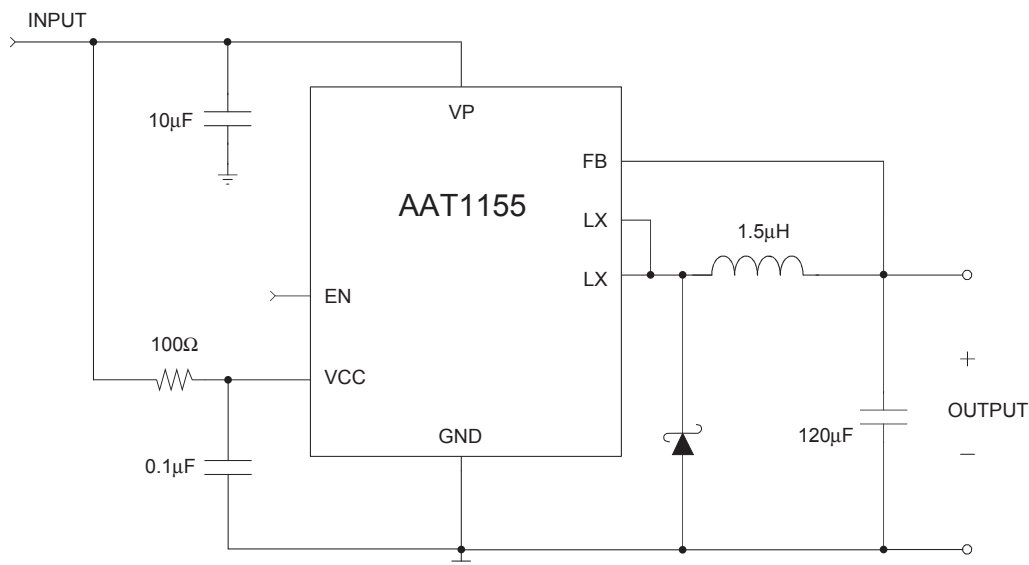 INPUT
10μF
VP
FB
AAT1155
LX
1.5μH
LX
EN
100Ω
VCC
+
OUTPUT
GND
120μF
0.1μF
−